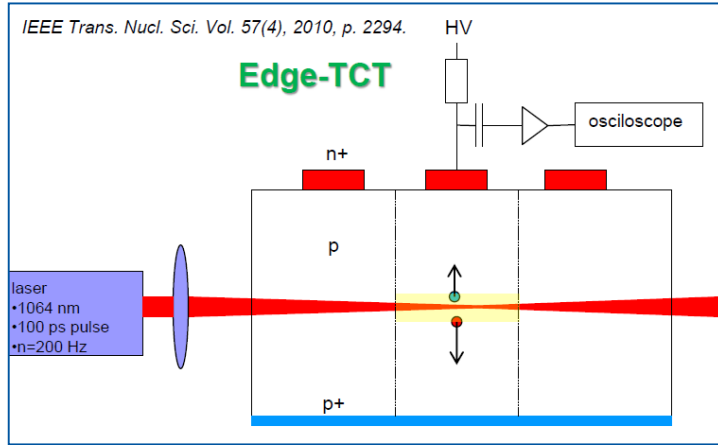 IEEE Trans. Nucl. Sci. Vol. 57(4), 2010, p. 2294.
HV
Edge-TCT
osciloscope
n+
p
laser
•1064 nm
•100 ps pulse
•n=200 Hz
p+